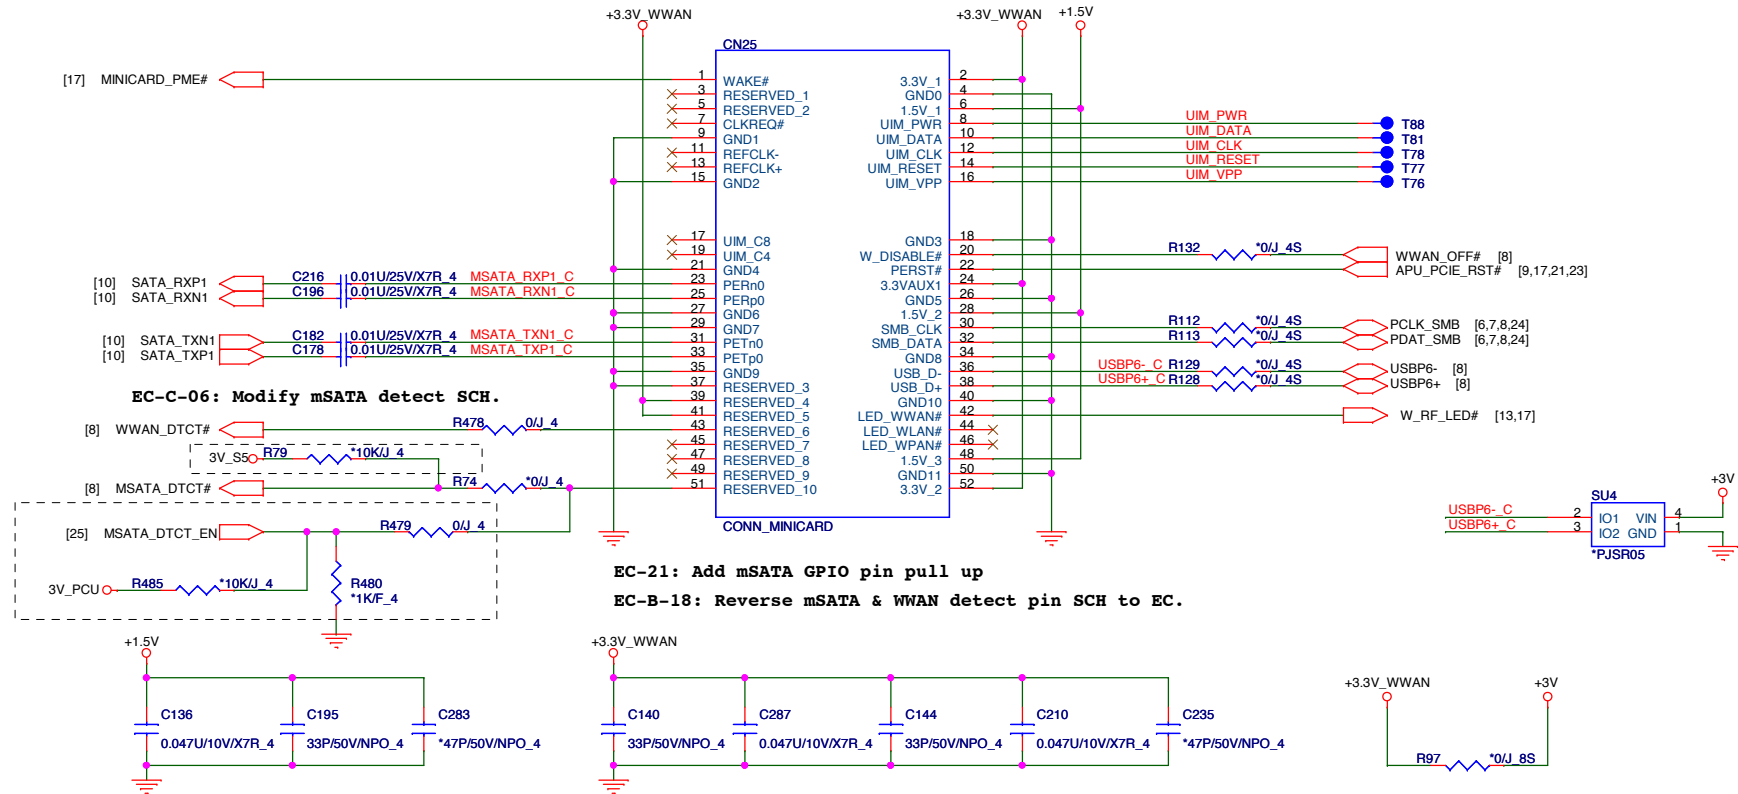 +3.3V_WWAN
+3.3V_WWAN
+1.5V
CN25
[17] MINICARD_PME#
1 WAKE#
3 RESERVED_1
5 RESERVED_2
7 CLKREQ#
9 GND1
11 REFCLK-
13 REFCLK+
15 GND2
17 UIM_C8
19 UIM_C4
21 GND4
23 PERn0
25 PERp0
27 GND6
29 GND7
31 PETn0
33 PETp0
35 GND9
37 RESERVED_3
39 RESERVED_4
41 RESERVED_5
43 RESERVED_6
45 RESERVED_7
47 RESERVED_8
49 RESERVED_9
51 RESERVED_10
3.3V_1 2
GND0 4
1.5V_1 6
UIM_PWR 8
UIM_DATA 10
UIM_CLK 12
UIM_RESET 14
UIM_VPP 16
GND3 18
W_DISABLE# 20
PERST# 22
3.3VAUX1 24
GND5 26
1.5V_2 28
SMB_CLK 30
SMB_DATA 32
GND8 34
USB_D- 36
USB_D+ 38
GND10 40
LED_WWAN# 42
LED_WLAN# 44
LED_WPAN# 46
1.5V_3 48
GND11 50
3.3V_2 52
CONN_MINICARD
UIM_PWR T88
UIM_DATA T81
UIM_CLK T78
UIM_RESET T77
UIM_VPP T76
R132 *0/J_4S WWAN_OFF# [8]
APU_PCIE_RST# [9,17,21,23]
R112 *0/J_4S PCLK_SMB [6,7,8,24]
R113 *0/J_4S PDAT_SMB [6,7,8,24]
USBP6-_C R129 *0/J_4S USBP6- [8]
USBP6+_C R128 *0/J_4S USBP6+ [8]
W_RF_LED# [13,17]
[10] SATA_RXP1 C216 0.01U/25V/X7R_4 MSATA_RXP1_C
[10] SATA_RXN1 C196 0.01U/25V/X7R_4 MSATA_RXN1_C
[10] SATA_TXN1 C182 0.01U/25V/X7R_4 MSATA_TXN1_C
[10] SATA_TXP1 C178 0.01U/25V/X7R_4 MSATA_TXP1_C
EC-C-06: Modify mSATA detect SCH.
[8] WWAN_DTCT# R478 0/J_4
3V_S5 R79 *10K/J_4
[8] MSATA_DTCT# R74 *0/J_4
[25] MSATA_DTCT_EN R479 0/J_4
3V_PCU R485 *10K/J_4
R480
*1K/F_4
EC-21: Add mSATA GPIO pin pull up
EC-B-18: Reverse mSATA & WWAN detect pin SCH to EC.
+3V
SU4
USBP6-_C 2 IO1 VIN 4
USBP6+_C 3 IO2 GND 1
*PJSR05
+1.5V
C136
0.047U/10V/X7R_4
C195
33P/50V/NPO_4
C283
*47P/50V/NPO_4
+3.3V_WWAN
C140
33P/50V/NPO_4
C287
0.047U/10V/X7R_4
C144
33P/50V/NPO_4
C210
0.047U/10V/X7R_4
C235
*47P/50V/NPO_4
+3.3V_WWAN
+3V
R97 *0/J_8S